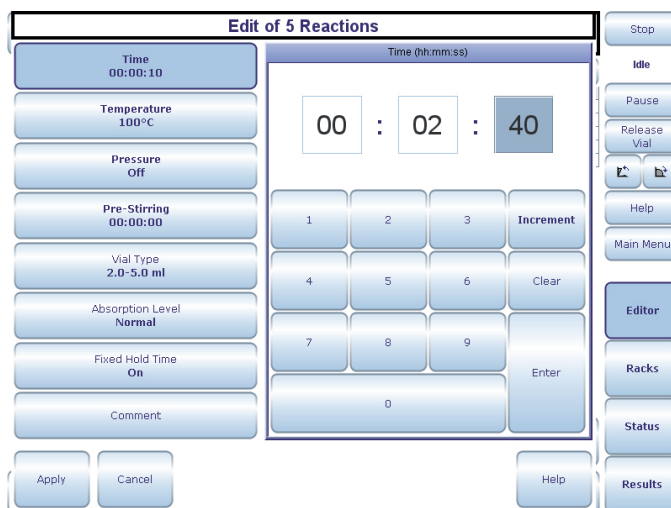 Edit of 5 Reactions
Time
00:00:10
Temperature
100°C
Pressure
Off
Pre-Stirring
00:00:00
Vial Type
2.0-5.0 ml
Absorption Level
Normal
Fixed Hold Time
On
Comment
Apply
Cancel
Time (hh:mm:ss)
00 : 02 : 40
1 2 3 Increment
4 5 6 Clear
7 8 9
Enter
0
Help
Stop
Idle
Pause
Release
Vial
Help
Main Menu
Editor
Racks
Status
Results